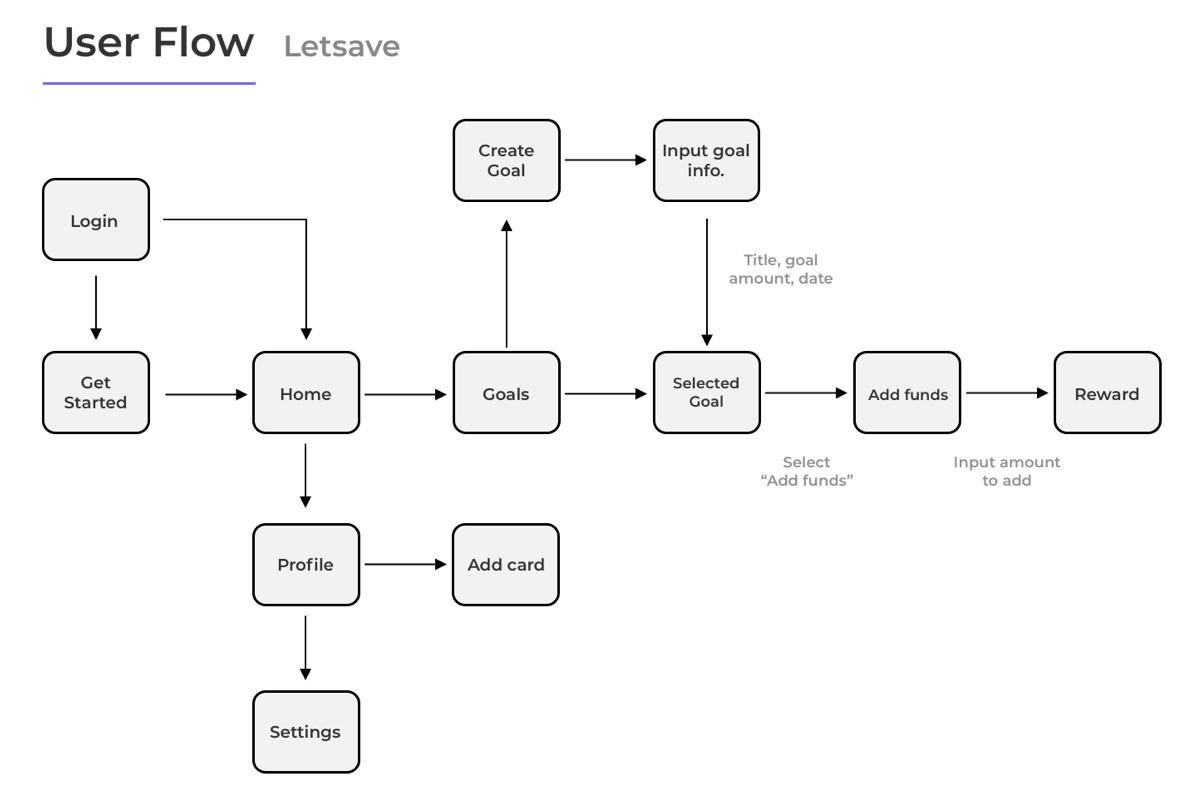 User Flow Letsave
Create
Goal
Input goal
info.
Login
Title, goal
amount, date
Get
Started
Home
Goals
Selected
Goal
Add funds
Reward
Select
“Add funds”
Input amount
to add
Profile
Add card
Settings